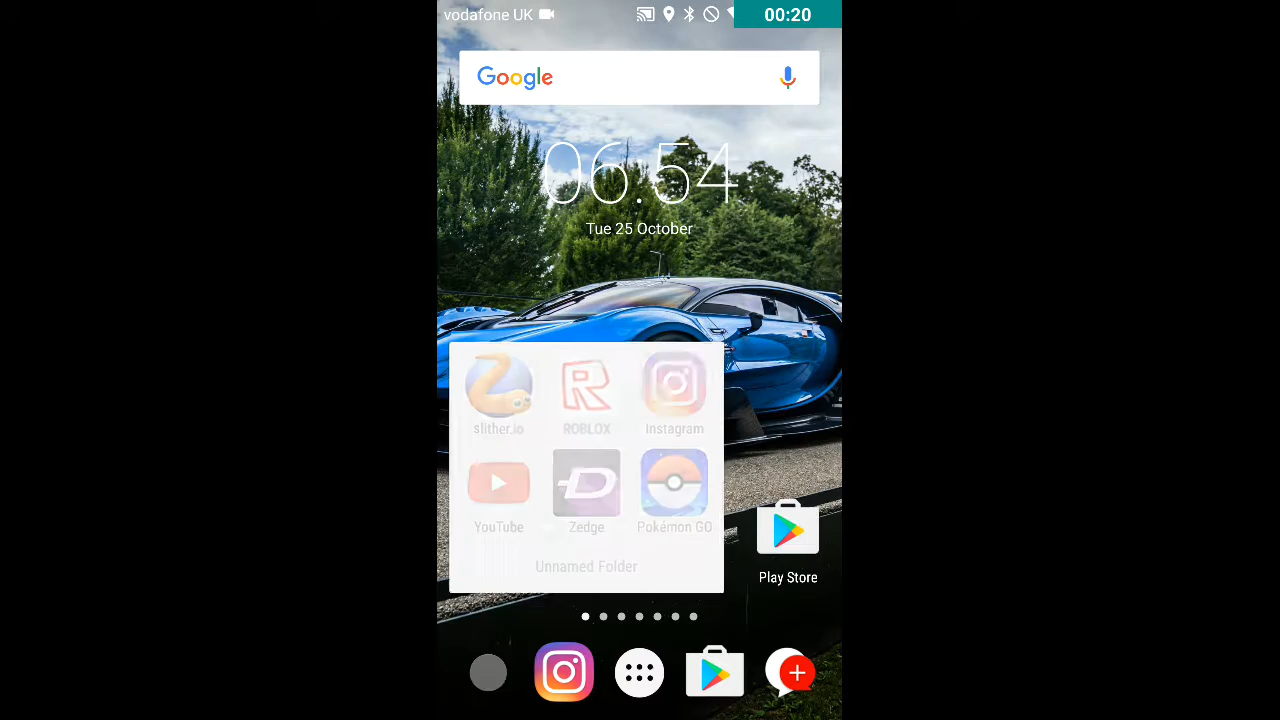 vodafone UK
00:20
Google
06.54
Tue 25 October
slither.io
ROBLOX
Instagram
YouTube
Zedge
Pokémon GO
Unnamed Folder
Play Store